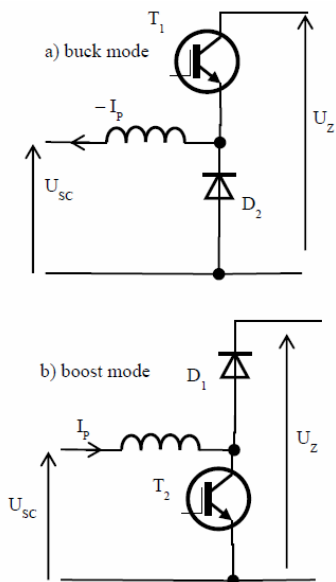 T1
a) buck mode
– Ip
UZ
USC
D2
b) boost mode
D1
Ip
UZ
T2
USC